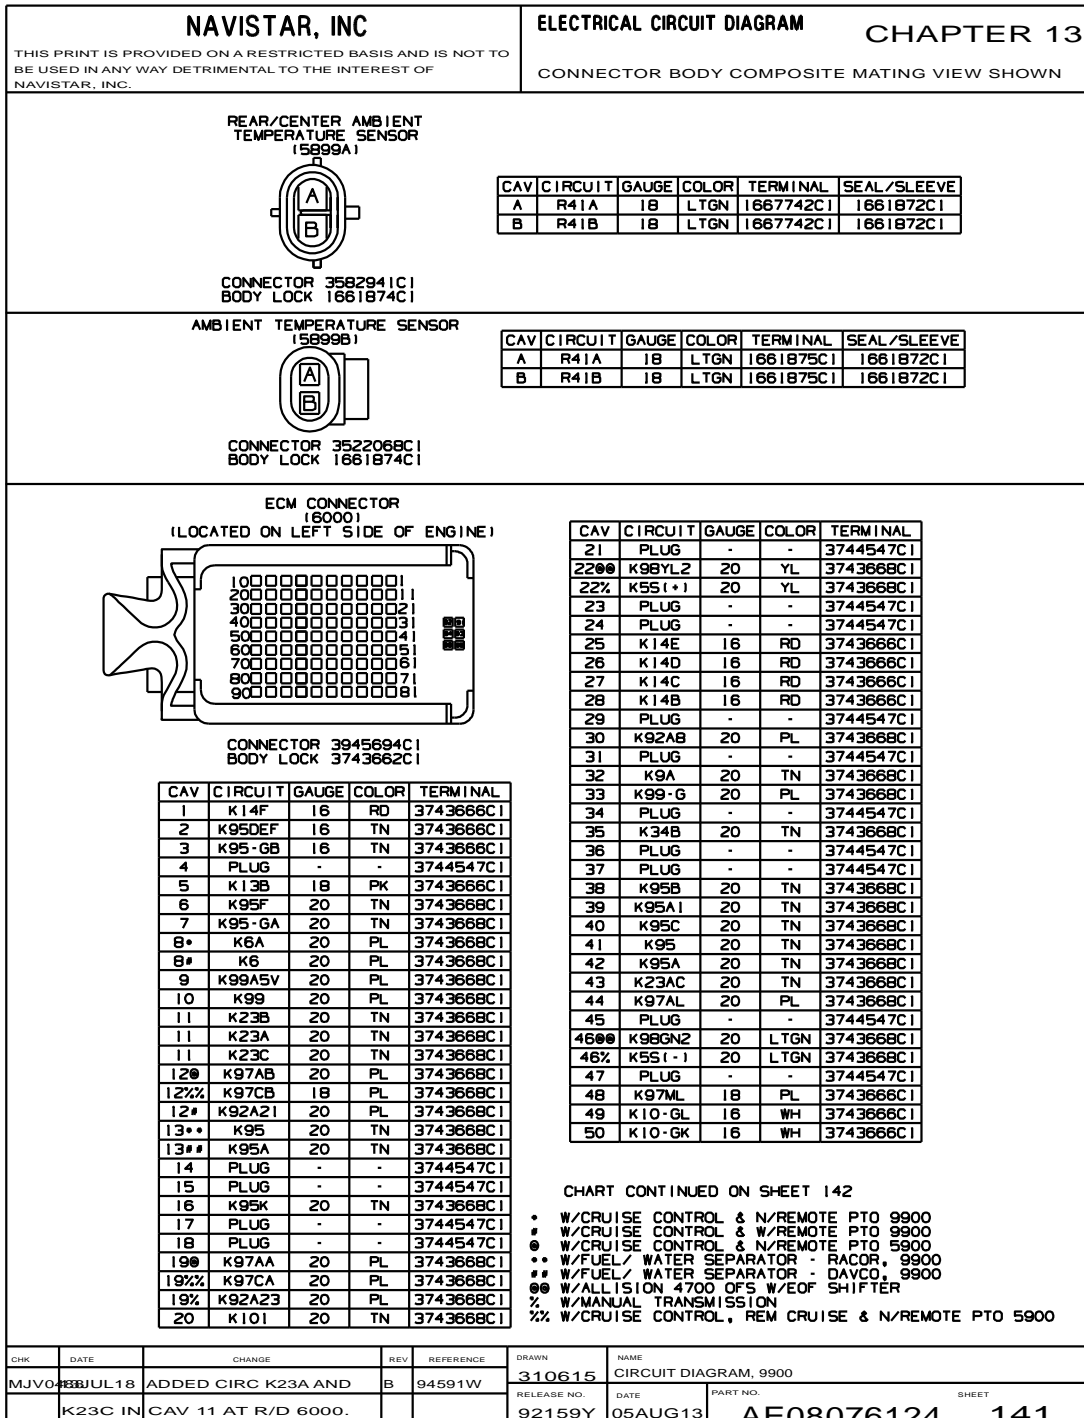 NAVISTAR, INC
THIS PRINT IS PROVIDED ON A RESTRICTED BASIS AND IS NOT TO
BE USED IN ANY WAY DETRIMENTAL TO THE INTEREST OF
NAVISTAR, INC.
ELECTRICAL CIRCUIT DIAGRAM
CHAPTER 13
CONNECTOR BODY COMPOSITE MATING VIEW SHOWN
REAR/CENTER AMBIENT
TEMPERATURE SENSOR
(5899A)
A
B
CONNECTOR 3582941C1
BODY LOCK 1661874C1
CAV CIRCUIT GAUGE COLOR TERMINAL SEAL/SLEEVE
A R41A 18 LTGN 1667742C1 1661872C1
B R41B 18 LTGN 1667742C1 1661872C1
AMBIENT TEMPERATURE SENSOR
(5899B)
A
B
CONNECTOR 3522068C1
BODY LOCK 1661874C1
CAV CIRCUIT GAUGE COLOR TERMINAL SEAL/SLEEVE
A R41A 18 LTGN 1661875C1 1661872C1
B R41B 18 LTGN 1661875C1 1661872C1
ECM CONNECTOR
(6000)
(LOCATED ON LEFT SIDE OF ENGINE)
10 1
20 11
30 21
40 31
50 41
60 51
70 61
80 71
90 81
CONNECTOR 3945694C1
BODY LOCK 3743662C1
CAV CIRCUIT GAUGE COLOR TERMINAL
1 K14F 16 RD 3743666C1
2 K95DEF 16 TN 3743666C1
3 K95-GB 16 TN 3743666C1
4 PLUG - - 3744547C1
5 K13B 18 PK 3743666C1
6 K95F 20 TN 3743668C1
7 K95-GA 20 TN 3743668C1
8* K6A 20 PL 3743668C1
8# K6 20 PL 3743668C1
9 K99A5V 20 PL 3743668C1
10 K99 20 PL 3743668C1
11 K23B 20 TN 3743668C1
11 K23A 20 TN 3743668C1
11 K23C 20 TN 3743668C1
12@ K97AB 20 PL 3743668C1
12%% K97CB 18 PL 3743668C1
12# K92A21 20 PL 3743668C1
13** K95 20 TN 3743668C1
13## K95A 20 TN 3743668C1
14 PLUG - - 3744547C1
15 PLUG - - 3744547C1
16 K95K 20 TN 3743668C1
17 PLUG - - 3744547C1
18 PLUG - - 3744547C1
19@ K97AA 20 PL 3743668C1
19%% K97CA 20 PL 3743668C1
19% K92A23 20 PL 3743668C1
20 K101 20 TN 3743668C1
CAV CIRCUIT GAUGE COLOR TERMINAL
21 PLUG - - 3744547C1
22@@ K98YL2 20 YL 3743668C1
22% K5S(+) 20 YL 3743668C1
23 PLUG - - 3744547C1
24 PLUG - - 3744547C1
25 K14E 16 RD 3743666C1
26 K14D 16 RD 3743666C1
27 K14C 16 RD 3743666C1
28 K14B 16 RD 3743666C1
29 PLUG - - 3744547C1
30 K92AB 20 PL 3743668C1
31 PLUG - - 3744547C1
32 K9A 20 TN 3743668C1
33 K99-G 20 PL 3743668C1
34 PLUG - - 3744547C1
35 K34B 20 TN 3743668C1
36 PLUG - - 3744547C1
37 PLUG - - 3744547C1
38 K95B 20 TN 3743668C1
39 K95A1 20 TN 3743668C1
40 K95C 20 TN 3743668C1
41 K95 20 TN 3743668C1
42 K95A 20 TN 3743668C1
43 K23AC 20 TN 3743668C1
44 K97AL 20 PL 3743668C1
45 PLUG - - 3744547C1
46@@ K98GN2 20 LTGN 3743668C1
46% K5S(-) 20 LTGN 3743668C1
47 PLUG - - 3744547C1
48 K97ML 18 PL 3743666C1
49 K10-GL 16 WH 3743666C1
50 K10-GK 16 WH 3743666C1
CHART CONTINUED ON SHEET 142
* W/CRUISE CONTROL & N/REMOTE PTO 9900
# W/CRUISE CONTROL & W/REMOTE PTO 9900
@ W/CRUISE CONTROL & N/REMOTE PTO 5900
** W/FUEL/ WATER SEPARATOR - RACOR, 9900
## W/FUEL/ WATER SEPARATOR - DAVCO, 9900
@@ W/ALLISION 4700 OFS W/EOF SHIFTER
% W/MANUAL TRANSMISSION
%% W/CRUISE CONTROL, REM CRUISE & N/REMOTE PTO 5900
CHK DATE CHANGE REV REFERENCE
JUL18 ADDED CIRC K23A AND B 94591W
K23C IN CAV 11 AT R/D 6000.
DRAWN
310615
NAME
CIRCUIT DIAGRAM, 9900
RELEASE NO.
92159Y
DATE
05AUG13
PART NO.
AF08076124
SHEET
141